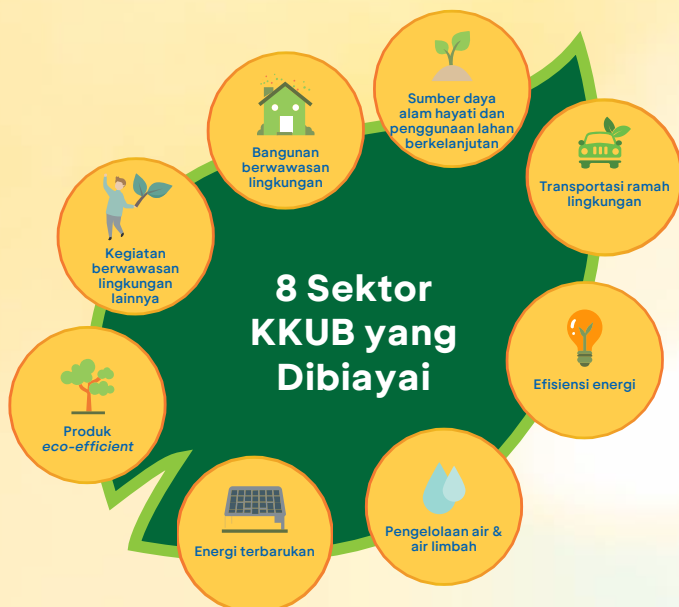 8 Sektor
KKUB yang
Dibiayai
Sumber daya
alam hayati dan
penggunaan lahan
berkelanjutan
Transportasi ramah
lingkungan
Efisiensi energi
Pengelolaan air &
air limbah
Energi terbarukan
Produk
eco-efficient
Kegiatan
berwawasan
lingkungan
lainnya
Bangunan
berwawasan
lingkungan